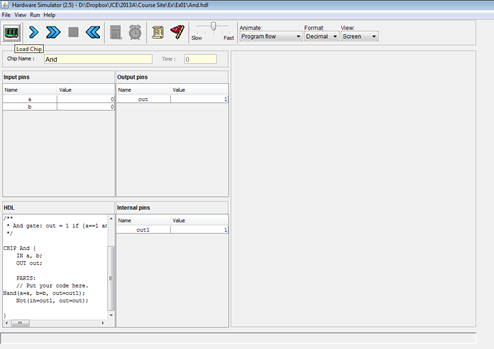 Hardware Simulator (2.5) - D:\Dropbox\JCE\2013A\Course Site\Ex\Ex01\And.hdl
File View Run Help
Animate: Format: View:
Slow Fast Program flow Decimal Screen
Load Chip
Chip Name : And Time : 0
Input pins Output pins
Name Value Name Value
a 0 out 1
b 0
HDL Internal pins
/** Name Value
* And gate: out = 1 if {a==1 an out1 1
*/
CHIP And {
IN a, b;
OUT out;
PARTS:
// Put your code here.
Nand(a=a, b=b, out=out1);
Not(in=out1, out=out);
}